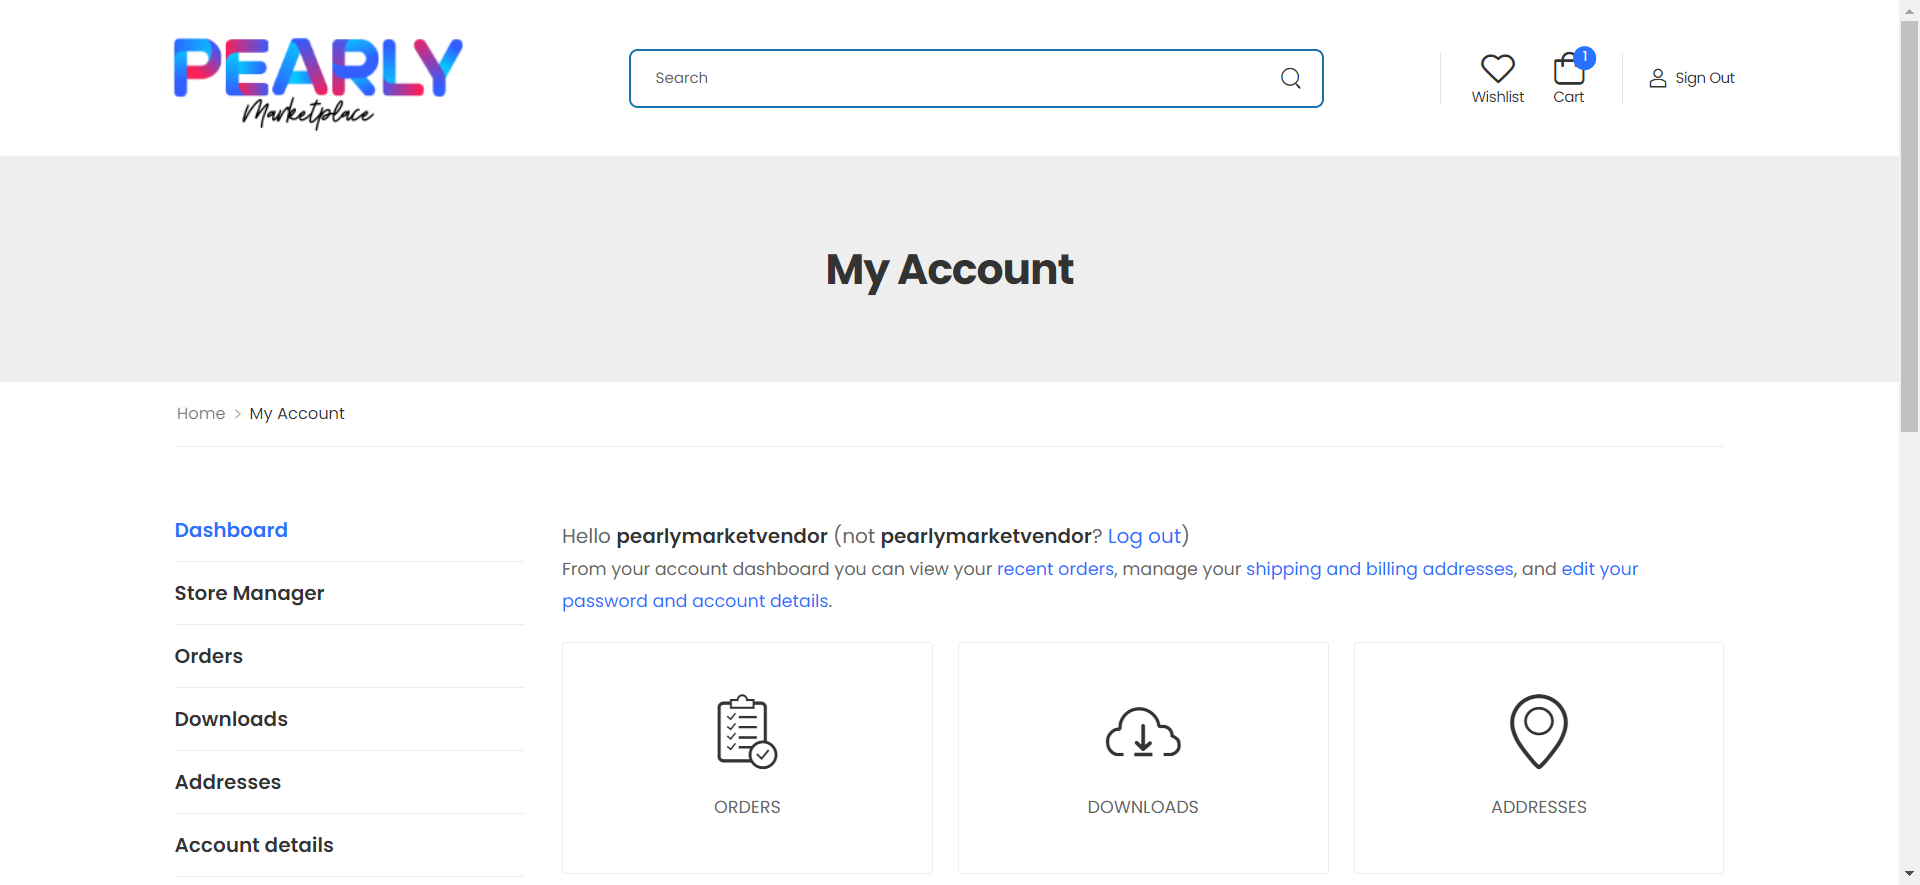 PEARLY
Marketplace
Search
Wishlist
1
Cart
Sign Out
My Account
Home > My Account
Dashboard
Store Manager
Orders
Downloads
Addresses
Account details
Hello pearlymarketvendor (not pearlymarketvendor? Log out)
From your account dashboard you can view your recent orders, manage your shipping and billing addresses, and edit your
password and account details.
ORDERS
DOWNLOADS
ADDRESSES